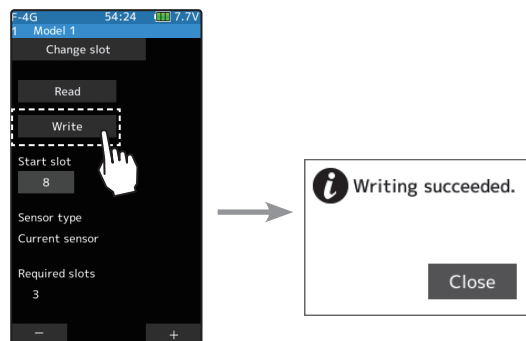 F-4G 54:24 7.7V
1 Model 1
Change slot
Read
Write
Start slot
8
Sensor type
Current sensor
Required slots
3
− +
i Writing succeeded.
Close